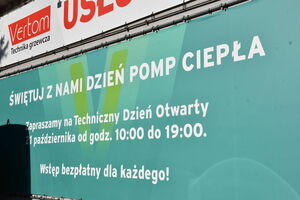 Vertom
Technika grzewcza
USŁU
ŚWIĘTUJ Z NAMI DZIEŃ POMP CIEPŁA
Zapraszamy na Techniczny Dzień Otwarty
21 października od godz. 10:00 do 19:00.
Wstęp bezpłatny dla każdego!